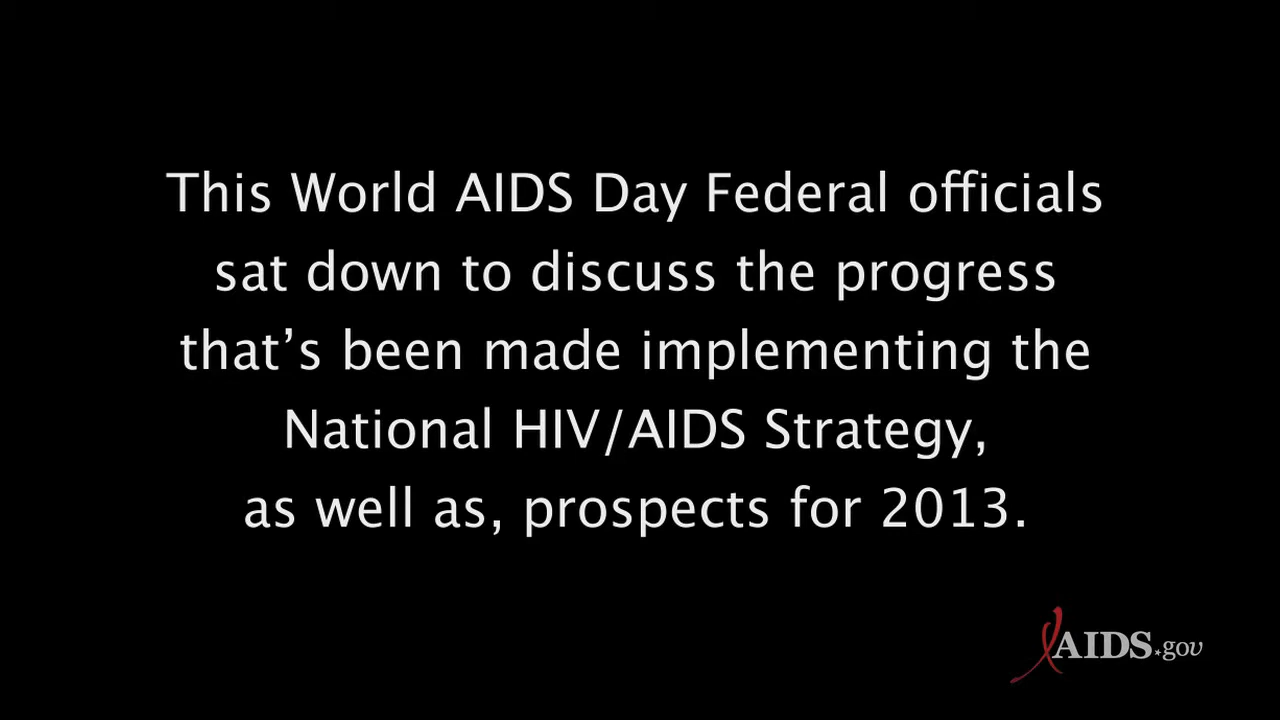 This World AIDS Day Federal officials
sat down to discuss the progress
that’s been made implementing the
National HIV/AIDS Strategy,
as well as, prospects for 2013.
AIDS.gov